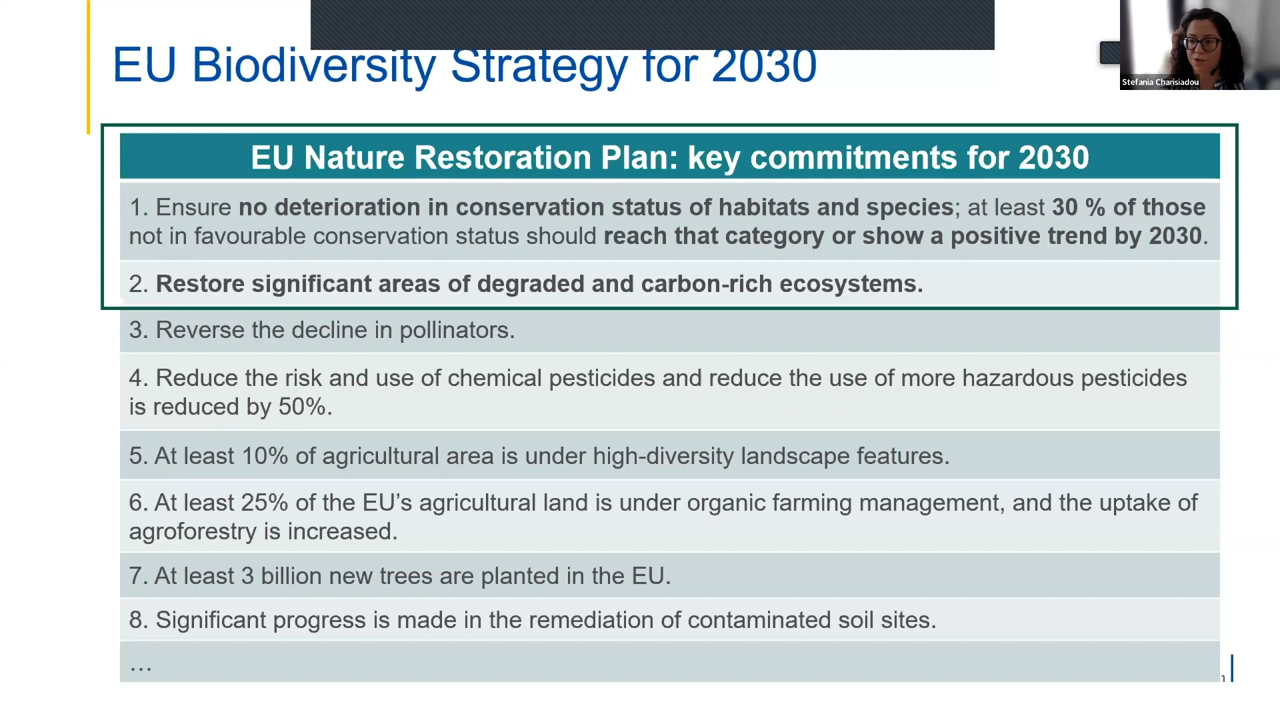 EU Biodiversity Strategy for 2030
Stefania Charisiadou
EU Nature Restoration Plan: key commitments for 2030
1. Ensure no deterioration in conservation status of habitats and species; at least 30 % of those
not in favourable conservation status should reach that category or show a positive trend by 2030.
2. Restore significant areas of degraded and carbon-rich ecosystems.
3. Reverse the decline in pollinators.
4. Reduce the risk and use of chemical pesticides and reduce the use of more hazardous pesticides
is reduced by 50%.
5. At least 10% of agricultural area is under high-diversity landscape features.
6. At least 25% of the EU’s agricultural land is under organic farming management, and the uptake of
agroforestry is increased.
7. At least 3 billion new trees are planted in the EU.
8. Significant progress is made in the remediation of contaminated soil sites.
…